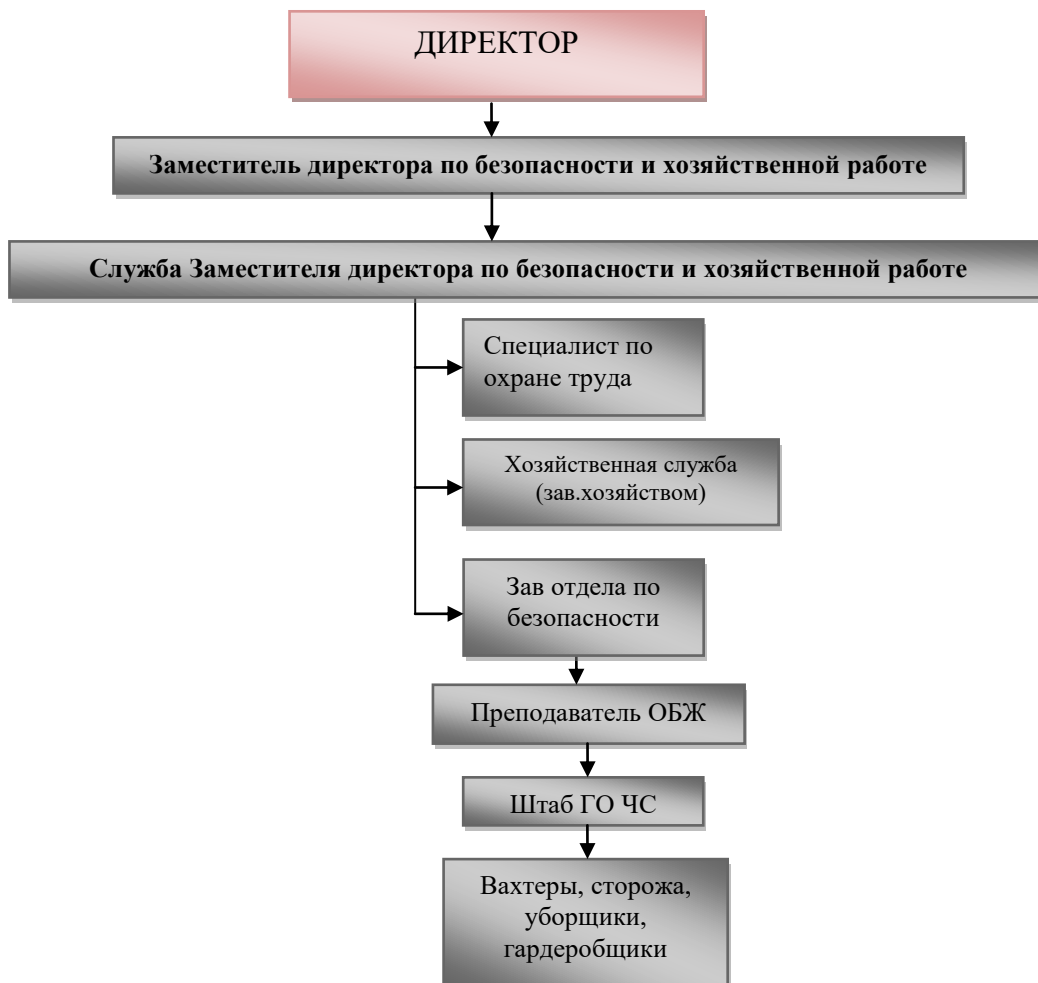 ДИРЕКТОР
Заместитель директора по безопасности и хозяйственной работе
Служба Заместителя директора по безопасности и хозяйственной работе
Специалист по
охране труда
Хозяйственная служба
(зав.хозяйством)
Зав отдела по
безопасности
Преподаватель ОБЖ
Штаб ГО ЧС
Вахтеры, сторожа,
уборщики,
гардеробщики